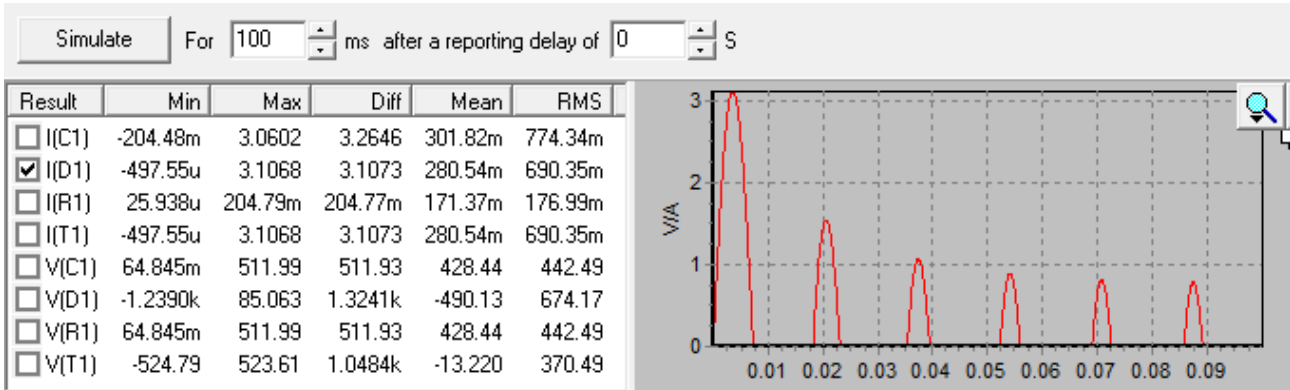 Simulate For 100 ms after a reporting delay of 0 S
Result Min Max Diff Mean RMS
I(C1) -204.48m 3.0602 3.2646 301.82m 774.34m
I(D1) -497.55u 3.1068 3.1073 280.54m 690.35m
I(R1) 25.938u 204.79m 204.77m 171.37m 176.99m
I(T1) -497.55u 3.1068 3.1073 280.54m 690.35m
V(C1) 64.845m 511.99 511.93 428.44 442.49
V(D1) -1.2390k 85.063 1.3241k -490.13 674.17
V(R1) 64.845m 511.99 511.93 428.44 442.49
V(T1) -524.79 523.61 1.0484k -13.220 370.49
3
2
V/A
1
0
0.01 0.02 0.03 0.04 0.05 0.06 0.07 0.08 0.09